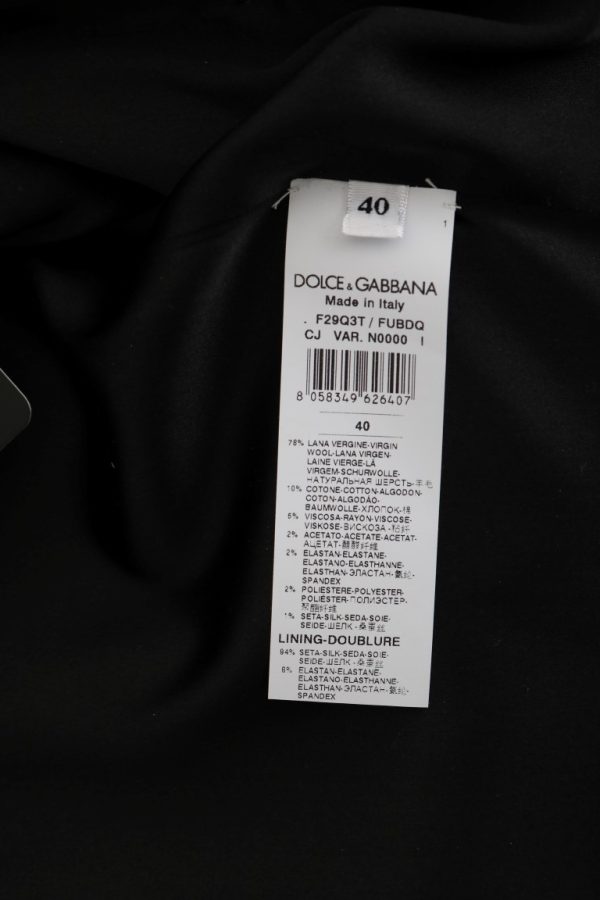 40
1
DOLCE & GABBANA
Made in Italy
. F29Q3T / FUBDQ
CJ VAR. N0000 I
8 058349 626407
40
78% LANA VERGINE-VIRGIN
WOOL-LANA VIRGEN-
LAINE VIERGE-LÃ
VIRGEM-SCHURWOLLE-
НАТУРАЛЬНАЯ ШЕРСТЬ-羊毛
10% COTONE-COTTON-ALGODON-
COTON-ALGODÃO-
BAUMWOLLE-ХЛОПОК-棉
5% VISCOSA-RAYON-VISCOSE-
VISKOSE-ВИСКОЗА-粘纤
2% ACETATO-ACETATE-ACETAT-
АЦЕТАТ-醋酸纤维
2% ELASTAN-ELASTANE-
ELASTANO-ELASTHANNE-
ELASTHAN-ЭЛАСТАН-氨纶-
SPANDEX
2% POLIESTERE-POLYESTER-
POLIÉSTER-ПОЛИЭСТЕР-
聚酯纤维
1% SETA-SILK-SEDA-SOIE-
SEIDE-ШЕЛК-桑蚕丝
LINING-DOUBLURE
94% SETA-SILK-SEDA-SOIE-
SEIDE-ШЕЛК-桑蚕丝
6% ELASTAN-ELASTANE-
ELASTANO-ELASTHANNE-
ELASTHAN-ЭЛАСТАН-氨纶-
SPANDEX